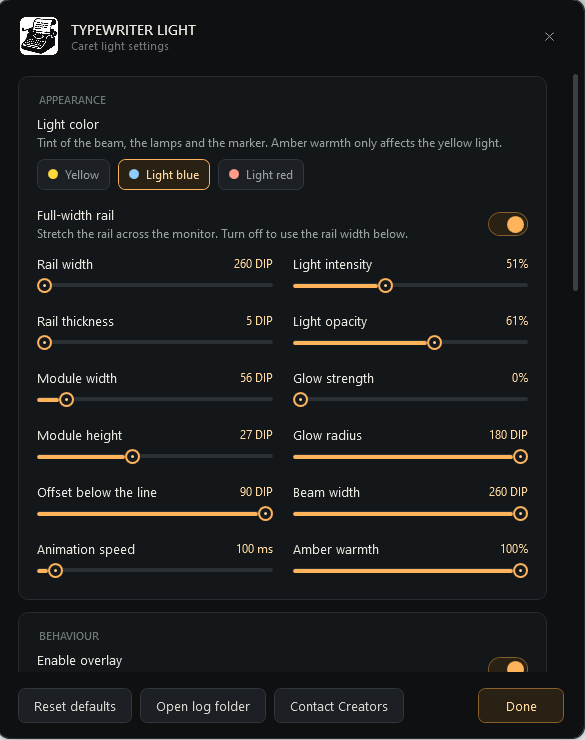 TYPEWRITER LIGHT
Caret light settings
APPEARANCE
Light color
Tint of the beam, the lamps and the marker. Amber warmth only affects the yellow light.
Yellow Light blue Light red
Full-width rail
Stretch the rail across the monitor. Turn off to use the rail width below.
Rail width 260 DIP Light intensity 51%
Rail thickness 5 DIP Light opacity 61%
Module width 56 DIP Glow strength 0%
Module height 27 DIP Glow radius 180 DIP
Offset below the line 90 DIP Beam width 260 DIP
Animation speed 100 ms Amber warmth 100%
BEHAVIOUR
Enable overlay
Reset defaults Open log folder Contact Creators Done